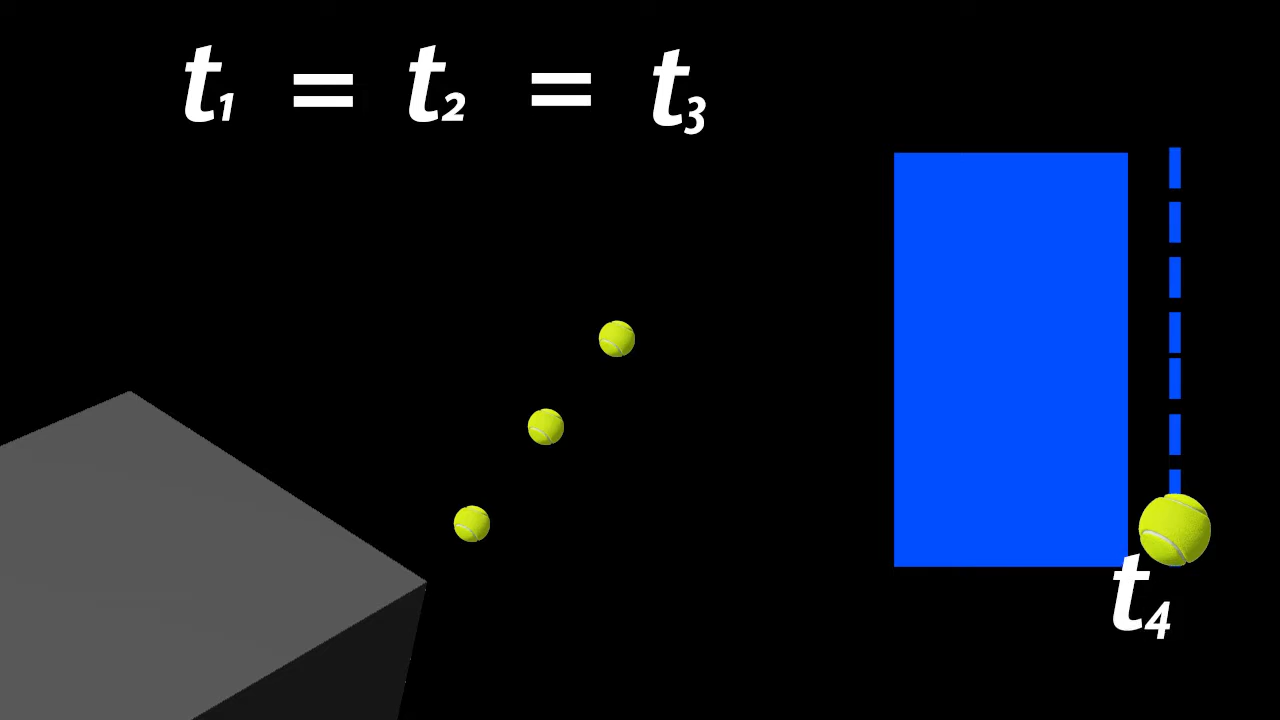 t₁ = t₂ = t₃
t₄